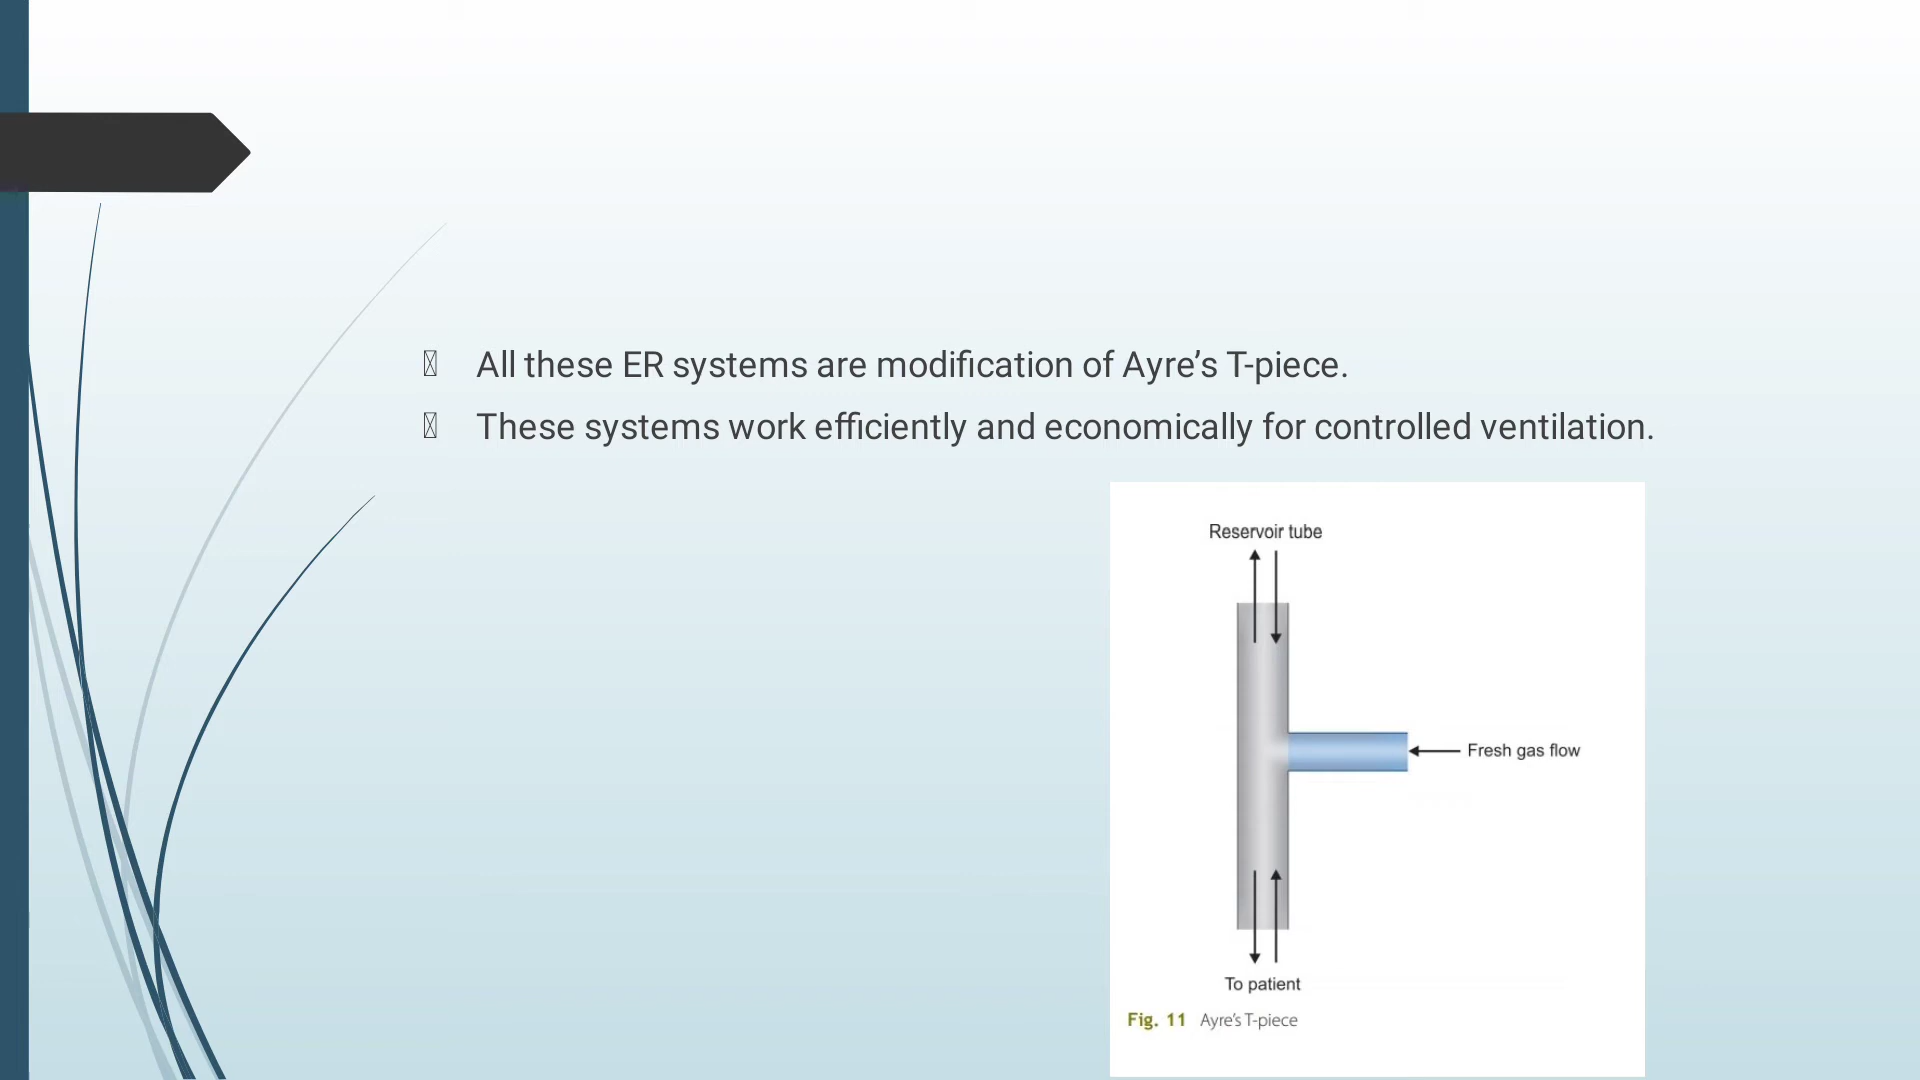 All these ER systems are modification of Ayre’s T-piece.
These systems work efficiently and economically for controlled ventilation.
Reservoir tube
Fresh gas flow
To patient
Fig. 11 Ayre’s T-piece